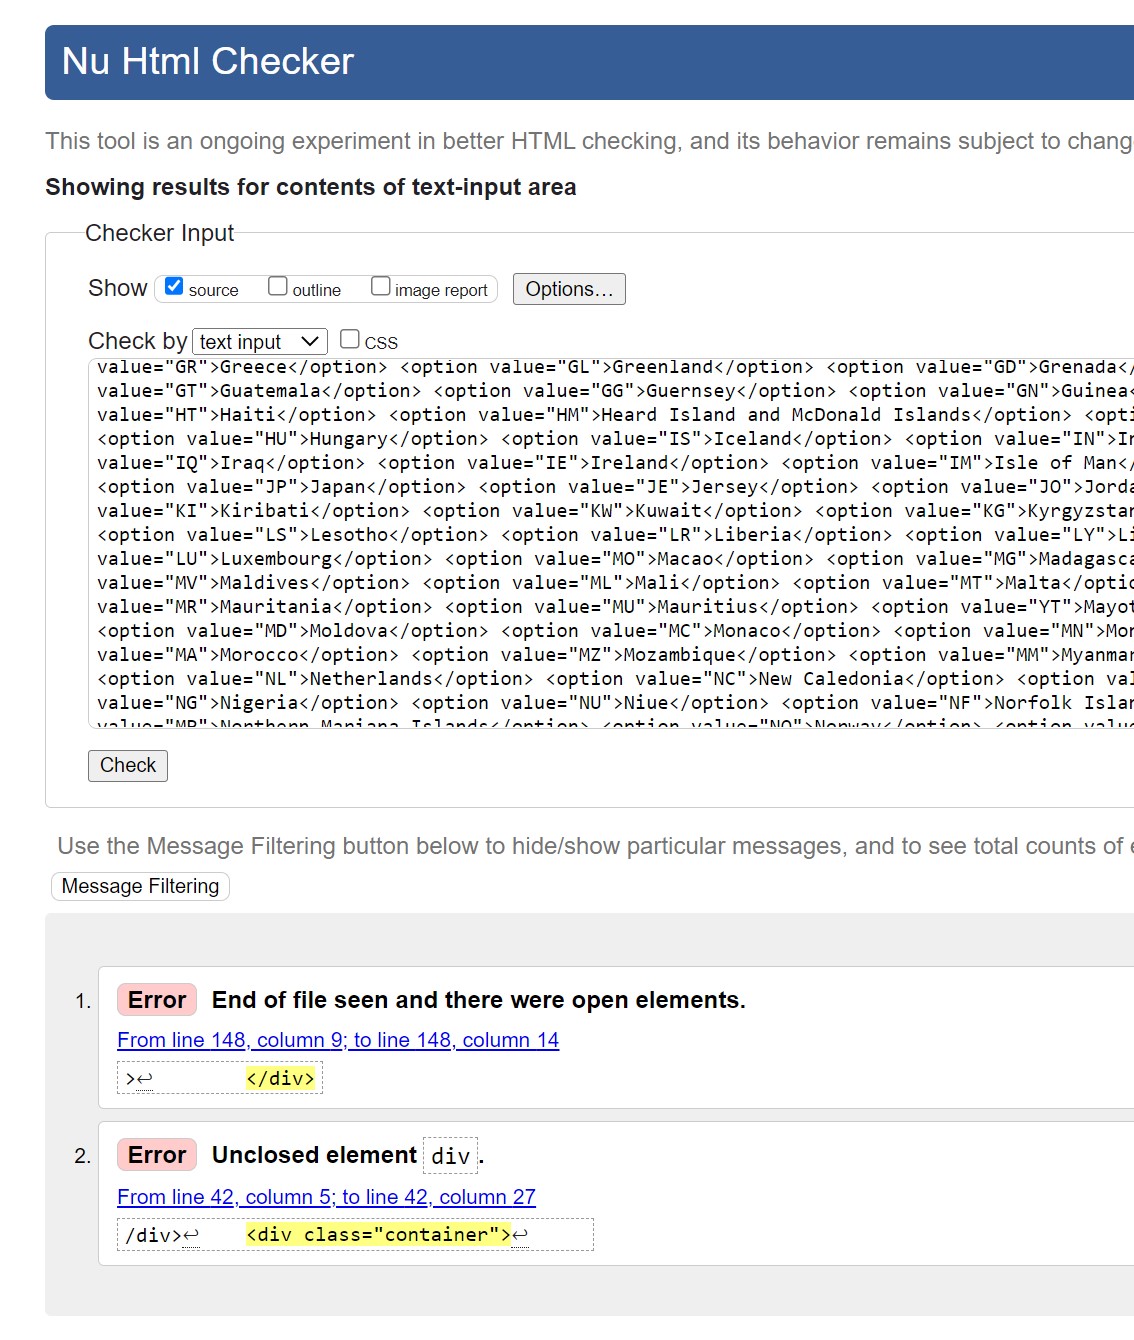 Nu Html Checker
This tool is an ongoing experiment in better HTML checking, and its behavior remains subject to chang
Showing results for contents of text-input area
Checker Input
Show source outline image report Options...
Check by text input CSS
value="GR">Greece</option> <option value="GL">Greenland</option> <option value="GD">Grenada</
value="GT">Guatemala</option> <option value="GG">Guernsey</option> <option value="GN">Guinea<
value="HT">Haiti</option> <option value="HM">Heard Island and McDonald Islands</option> <opti
<option value="HU">Hungary</option> <option value="IS">Iceland</option> <option value="IN">Ir
value="IQ">Iraq</option> <option value="IE">Ireland</option> <option value="IM">Isle of Man</
<option value="JP">Japan</option> <option value="JE">Jersey</option> <option value="JO">Jorda
value="KI">Kiribati</option> <option value="KW">Kuwait</option> <option value="KG">Kyrgyzstar
<option value="LS">Lesotho</option> <option value="LR">Liberia</option> <option value="LY">Li
value="LU">Luxembourg</option> <option value="MO">Macao</option> <option value="MG">Madagasca
value="MV">Maldives</option> <option value="ML">Mali</option> <option value="MT">Malta</optio
value="MR">Mauritania</option> <option value="MU">Mauritius</option> <option value="YT">Mayot
<option value="MD">Moldova</option> <option value="MC">Monaco</option> <option value="MN">Mor
value="MA">Morocco</option> <option value="MZ">Mozambique</option> <option value="MM">Myanmar
<option value="NL">Netherlands</option> <option value="NC">New Caledonia</option> <option val
value="NG">Nigeria</option> <option value="NU">Niue</option> <option value="NF">Norfolk Islar
value="MP">Northern Mariana Islands</option> <option value="NO">Norway</option> <option value
Check
Use the Message Filtering button below to hide/show particular messages, and to see total counts of e
Message Filtering
1. Error End of file seen and there were open elements.
From line 148, column 9; to line 148, column 14
>↩ </div>
2. Error Unclosed element div.
From line 42, column 5; to line 42, column 27
/div>↩ <div class="container">↩